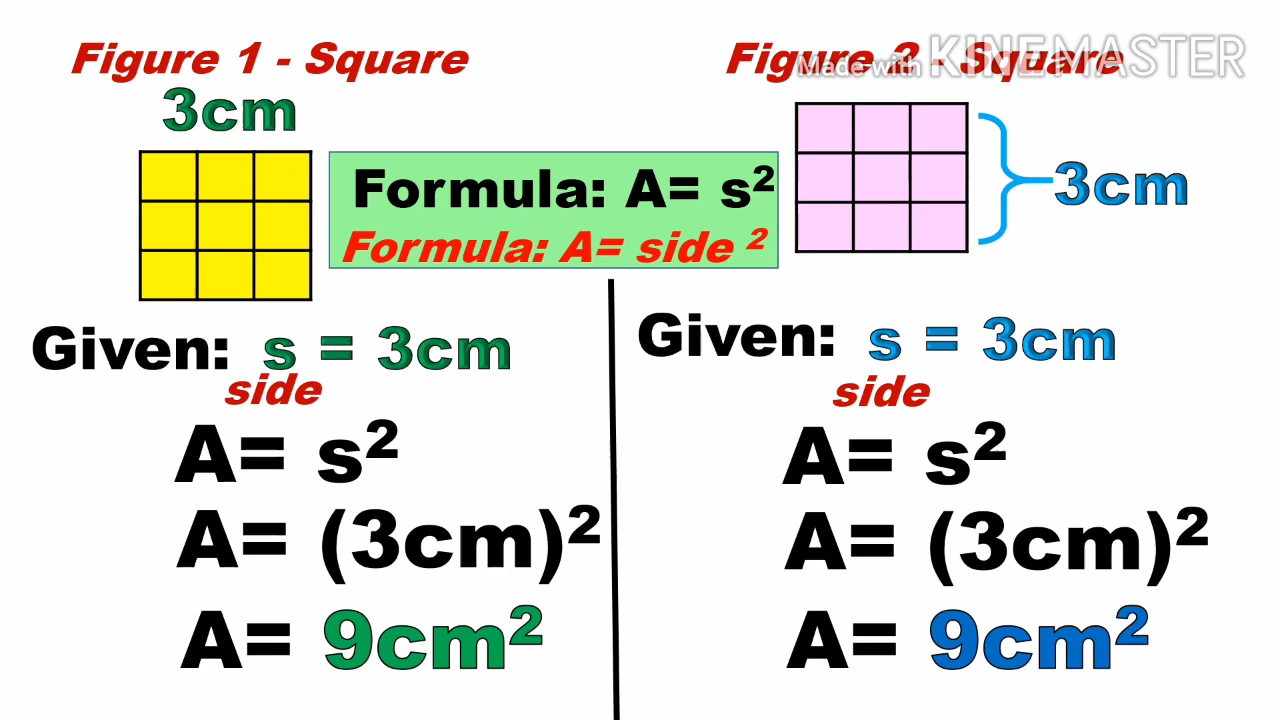 Figure 1 - Square
3cm
Formula: A= s²
Formula: A= side ²
Figure 2 - Square
Made with KINEMASTER
3cm
Given: s = 3cm
side
A= s²
A= (3cm)²
A= 9cm²
Given: s = 3cm
side
A= s²
A= (3cm)²
A= 9cm²